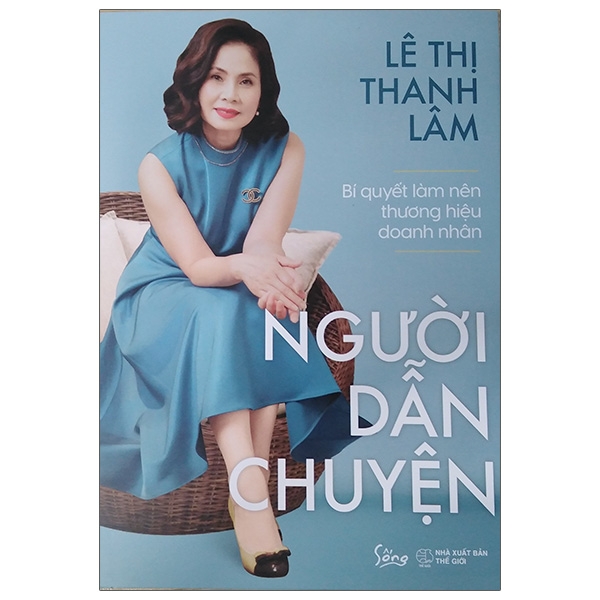 LÊ THỊ
THANH
LÂM
Bí quyết làm nên
thương hiệu
doanh nhân
NGƯỜI
DẪN
CHUYỆN
Sống
NHÀ XUẤT BẢN
THẾ GIỚI